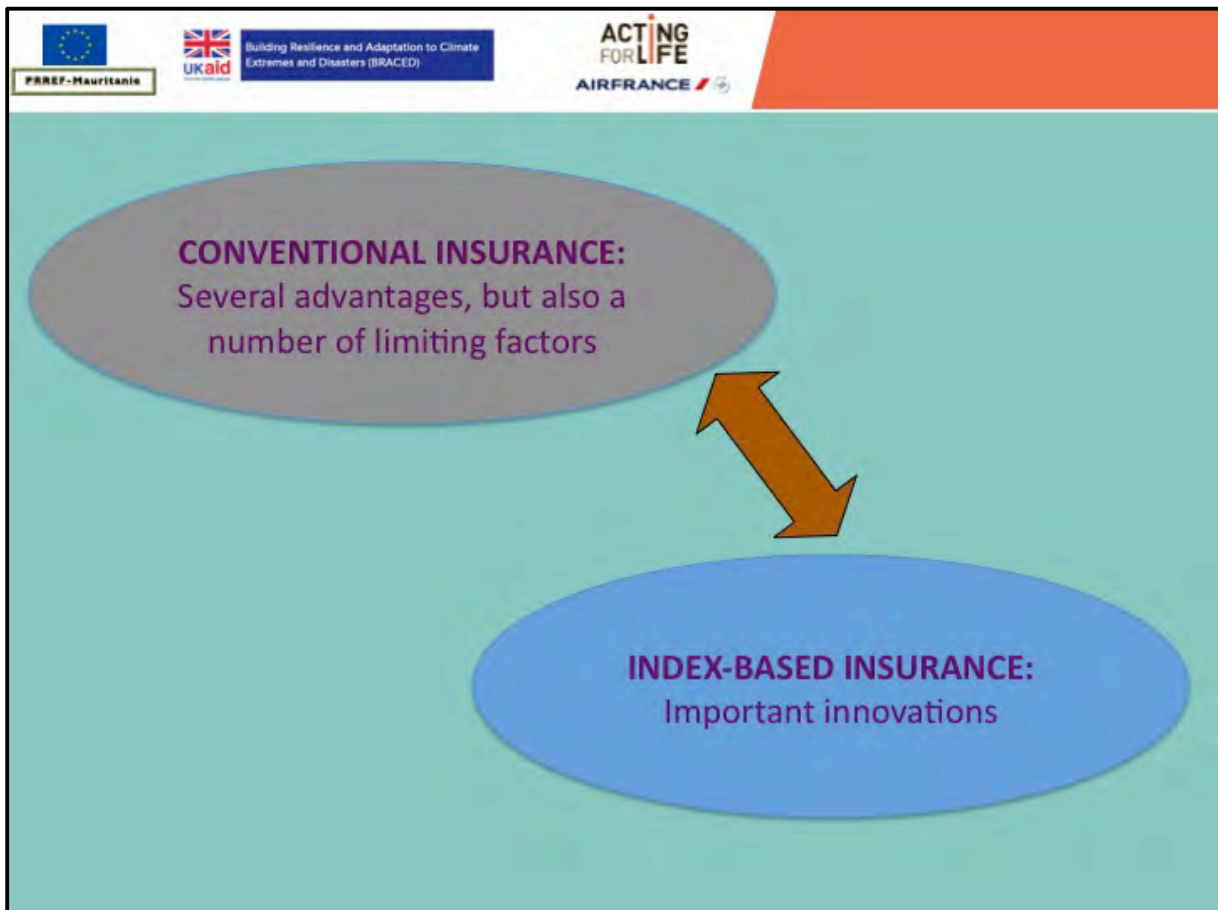 PRREF-Mauritanie
UKaid
Building Resilience and Adaptation to Climate
Extremes and Disasters (BRACED)
ACTiNG
FOR LiFE
AIRFRANCE
CONVENTIONAL INSURANCE:
Several advantages, but also a
number of limiting factors
INDEX-BASED INSURANCE:
Important innovations